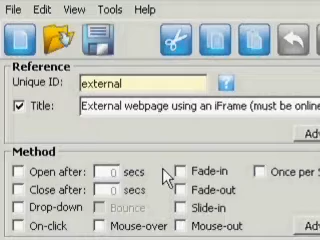 File Edit View Tools Help
Reference
Unique ID: external ?
Title: External webpage using an iFrame (must be online
Method
Open after: 0 secs Fade-in Once per
Close after: 0 secs Fade-out
Drop-down Bounce Slide-in
On-click Mouse-over Mouse-out